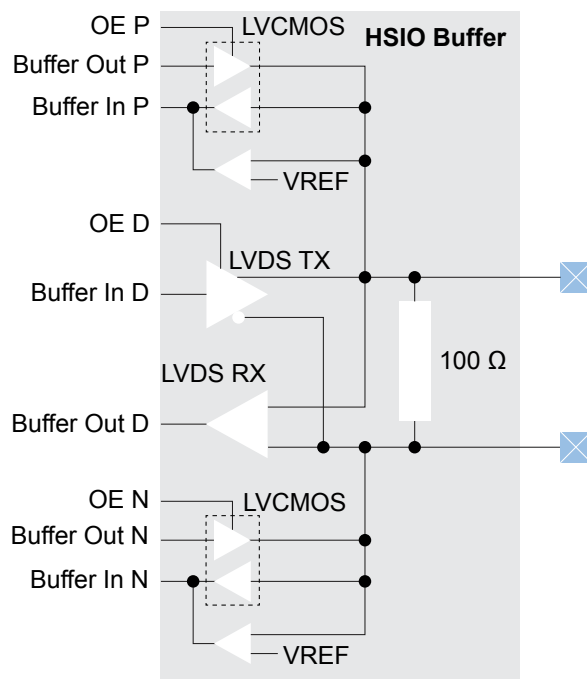 OE P
LVCMOS
HSIO Buffer
Buffer Out P
Buffer In P
VREF
OE D
LVDS TX
Buffer In D
LVDS RX
100 Ω
Buffer Out D
OE N
LVCMOS
Buffer Out N
Buffer In N
VREF